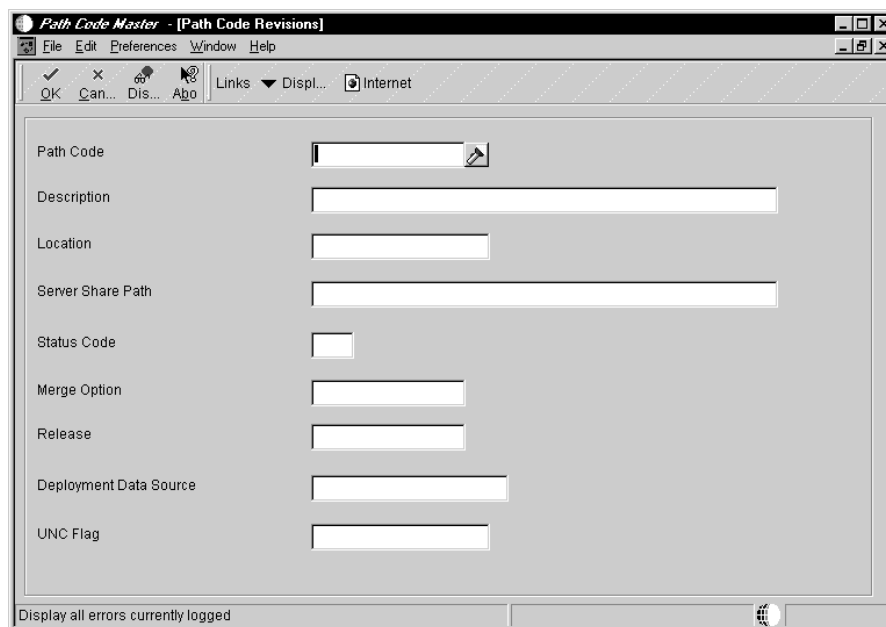 Path Code Master - [Path Code Revisions]
File Edit Preferences Window Help
OK Can... Dis... Abo Links Displ... Internet
Path Code
Description
Location
Server Share Path
Status Code
Merge Option
Release
Deployment Data Source
UNC Flag
Display all errors currently logged